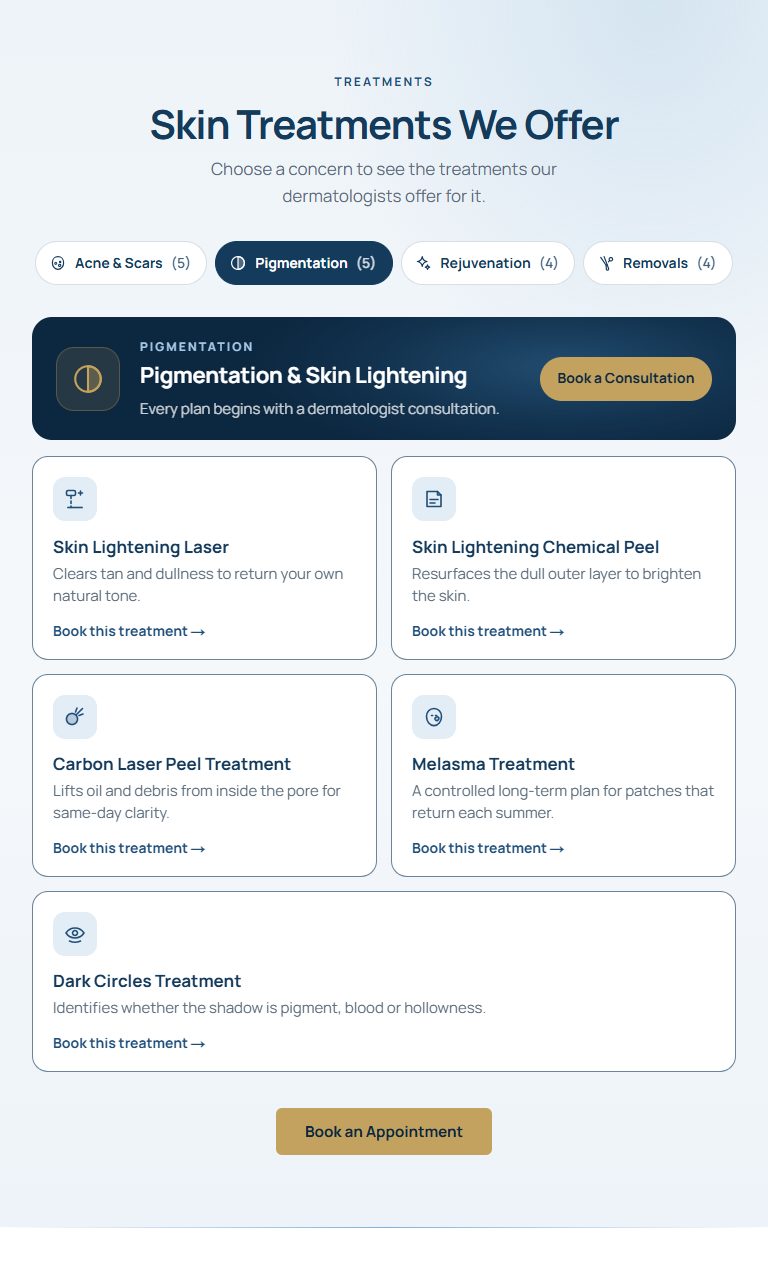 TREATMENTS
Skin Treatments We Offer
Choose a concern to see the treatments our
dermatologists offer for it.
Acne & Scars (5)
Pigmentation (5)
Rejuvenation (4)
Removals (4)
PIGMENTATION
Pigmentation & Skin Lightening
Every plan begins with a dermatologist consultation.
Book a Consultation
Skin Lightening Laser
Clears tan and dullness to return your own
natural tone.
Book this treatment →
Skin Lightening Chemical Peel
Resurfaces the dull outer layer to brighten
the skin.
Book this treatment →
Carbon Laser Peel Treatment
Lifts oil and debris from inside the pore for
same-day clarity.
Book this treatment →
Melasma Treatment
A controlled long-term plan for patches that
return each summer.
Book this treatment →
Dark Circles Treatment
Identifies whether the shadow is pigment, blood or hollowness.
Book this treatment →
Book an Appointment